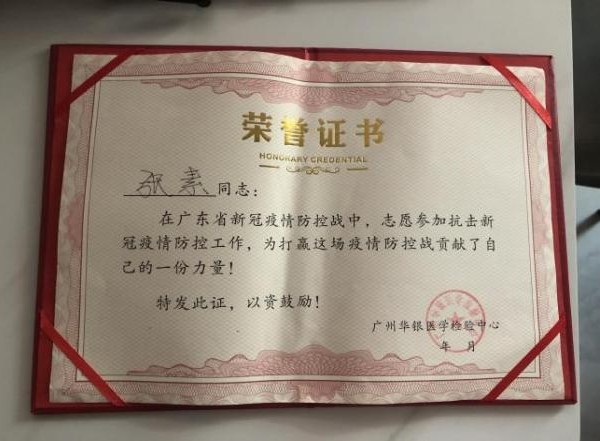 荣誉证书
HONORARY CREDENTIAL
张素 同志：
在广东省新冠疫情防控战中，志愿参加抗击新
冠疫情防控工作，为打赢这场疫情防控战贡献了自
己的一份力量！
特发此证，以资鼓励！
广州华银医学检验中心
年 月